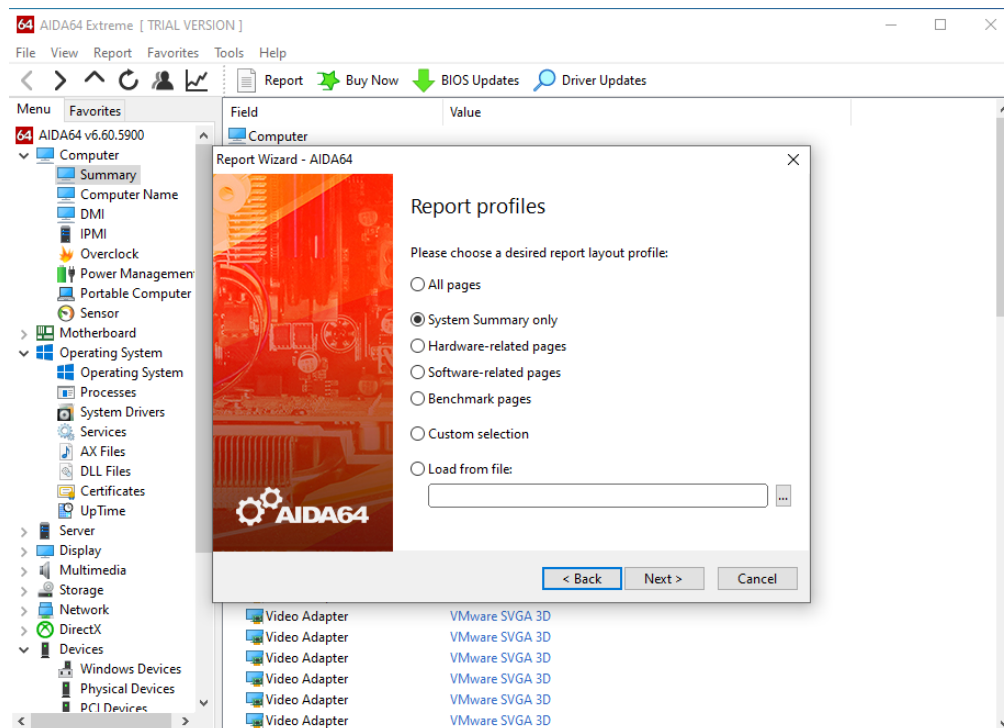 64 AIDA64 Extreme [ TRIAL VERSION ]
File View Report Favorites Tools Help
Report Buy Now BIOS Updates Driver Updates
Menu Favorites
Field Value
64 AIDA64 v6.60.5900
Computer
Summary
Computer Name
DMI
IPMI
Overclock
Power Managemen
Portable Computer
Sensor
Motherboard
Operating System
Operating System
Processes
System Drivers
Services
AX Files
DLL Files
Certificates
UpTime
Server
Display
Multimedia
Storage
Network
DirectX
Devices
Windows Devices
Physical Devices
PCI Devices
Computer
Report Wizard - AIDA64
Report profiles
Please choose a desired report layout profile:
All pages
System Summary only
Hardware-related pages
Software-related pages
Benchmark pages
Custom selection
Load from file:
...
AIDA64
< Back Next > Cancel
Video Adapter VMware SVGA 3D
Video Adapter VMware SVGA 3D
Video Adapter VMware SVGA 3D
Video Adapter VMware SVGA 3D
Video Adapter VMware SVGA 3D
Video Adapter VMware SVGA 3D